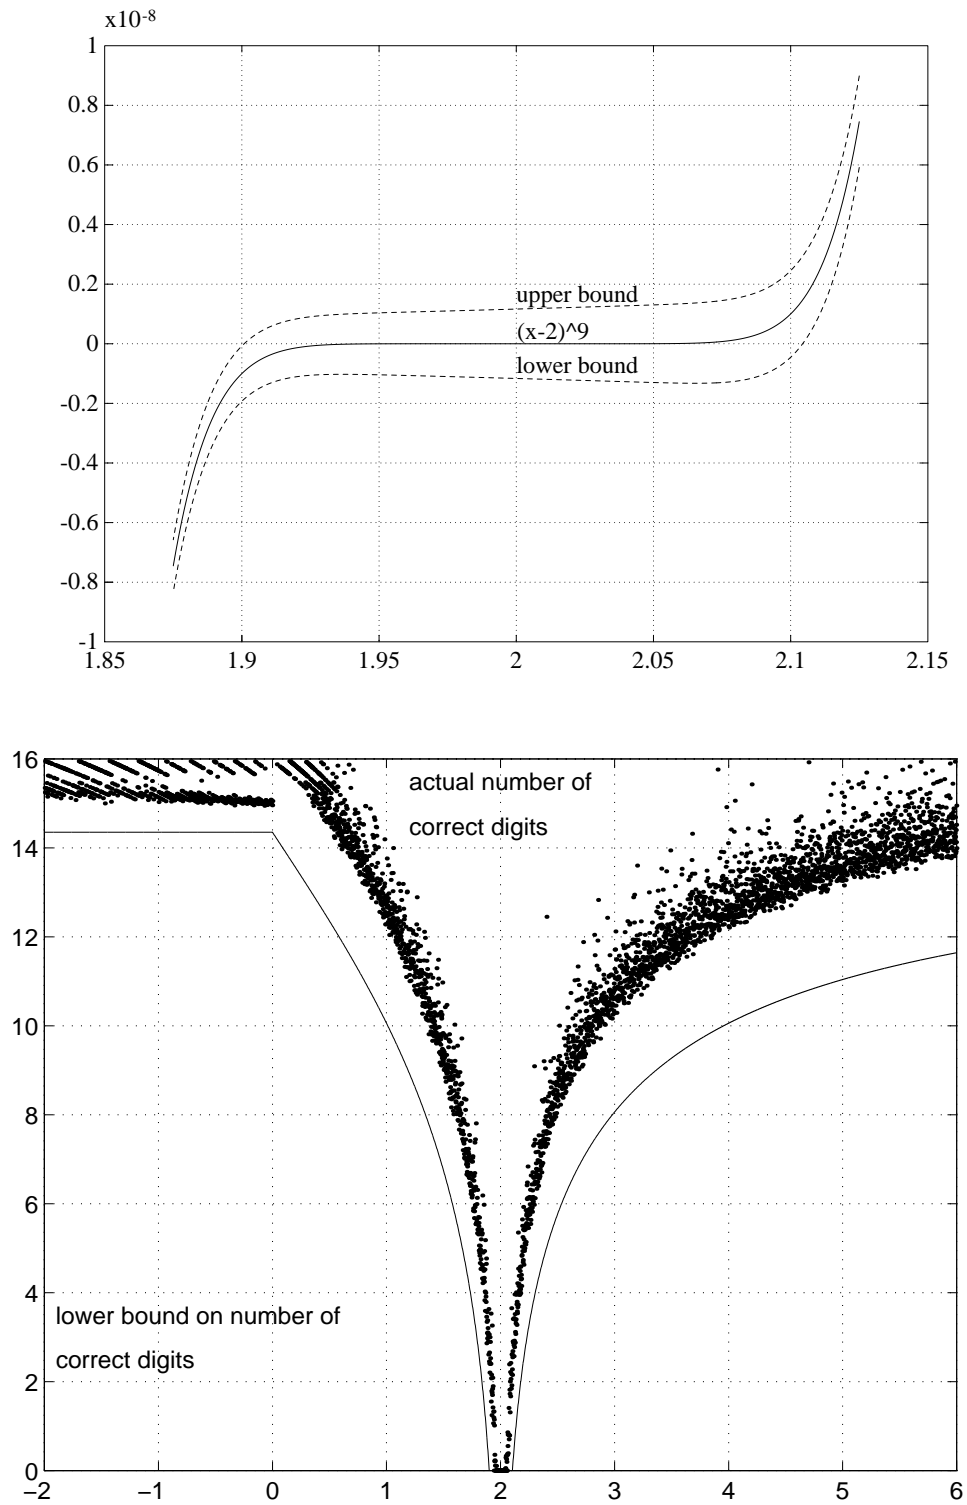 x10-8
1
0.8
0.6
0.4
0.2
0
-0.2
-0.4
-0.6
-0.8
-1
upper bound
(x-2)^9
lower bound
1.85 1.9 1.95 2 2.05 2.1 2.15
16
14
12
10
8
6
4
2
0
actual number of
correct digits
lower bound on number of
correct digits
−2 −1 0 1 2 3 4 5 6